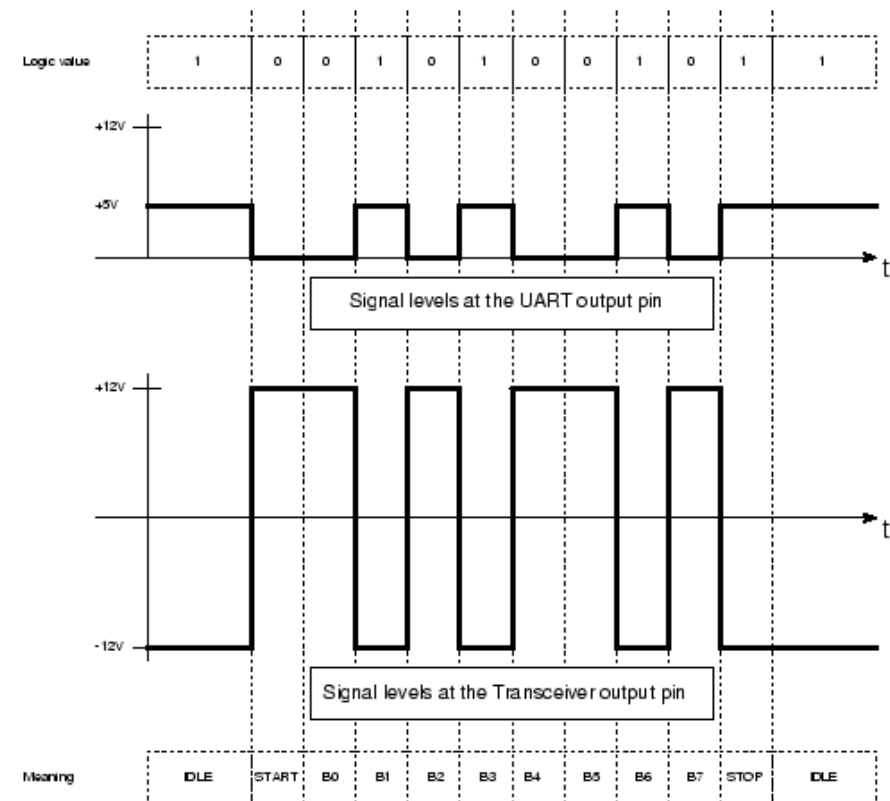 Logic value 1 0 0 1 0 1 0 0 1 0 1 1
+12V
+5V
t
Signal levels at the UART output pin
+12V
t
-12V
Signal levels at the Transceiver output pin
Meaning IDLE START B0 B1 B2 B3 B4 B5 B6 B7 STOP IDLE